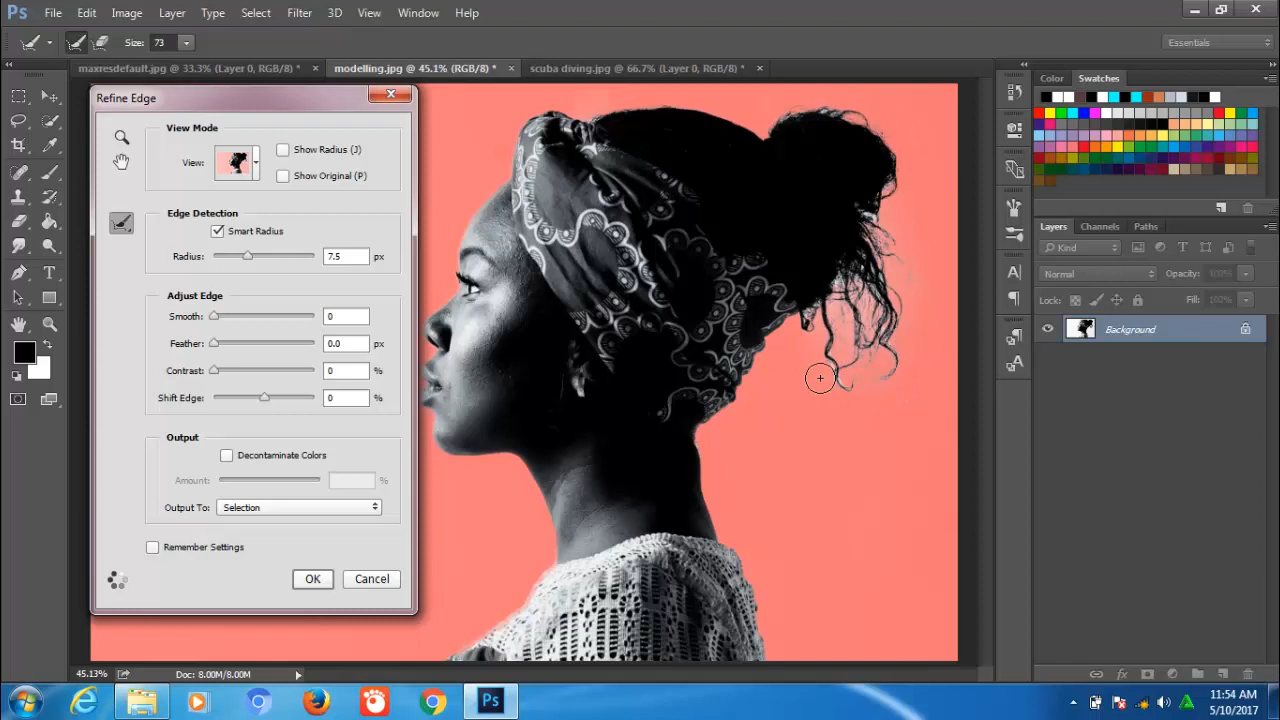 Ps File Edit Image Layer Type Select Filter 3D View Window Help
Size: 73 Essentials
maxresdefault.jpg @ 33.3% (Layer 0, RGB/8) * modelling.jpg @ 45.1% (RGB/8) * scuba diving.jpg @ 66.7% (Layer 0, RGB/8) *
Refine Edge
View Mode
View:
Show Radius (J)
Show Original (P)
Edge Detection
Smart Radius
Radius: 7.5 px
Adjust Edge
Smooth: 0
Feather: 0.0 px
Contrast: 0 %
Shift Edge: 0 %
Output
Decontaminate Colors
Amount: %
Output To: Selection
Remember Settings
OK Cancel
Color Swatches
Layers Channels Paths
Kind
Normal Opacity: 100%
Lock: Fill: 100%
Background
45.13% Doc: 8.00M/8.00M
Ps
11:54 AM
5/10/2017